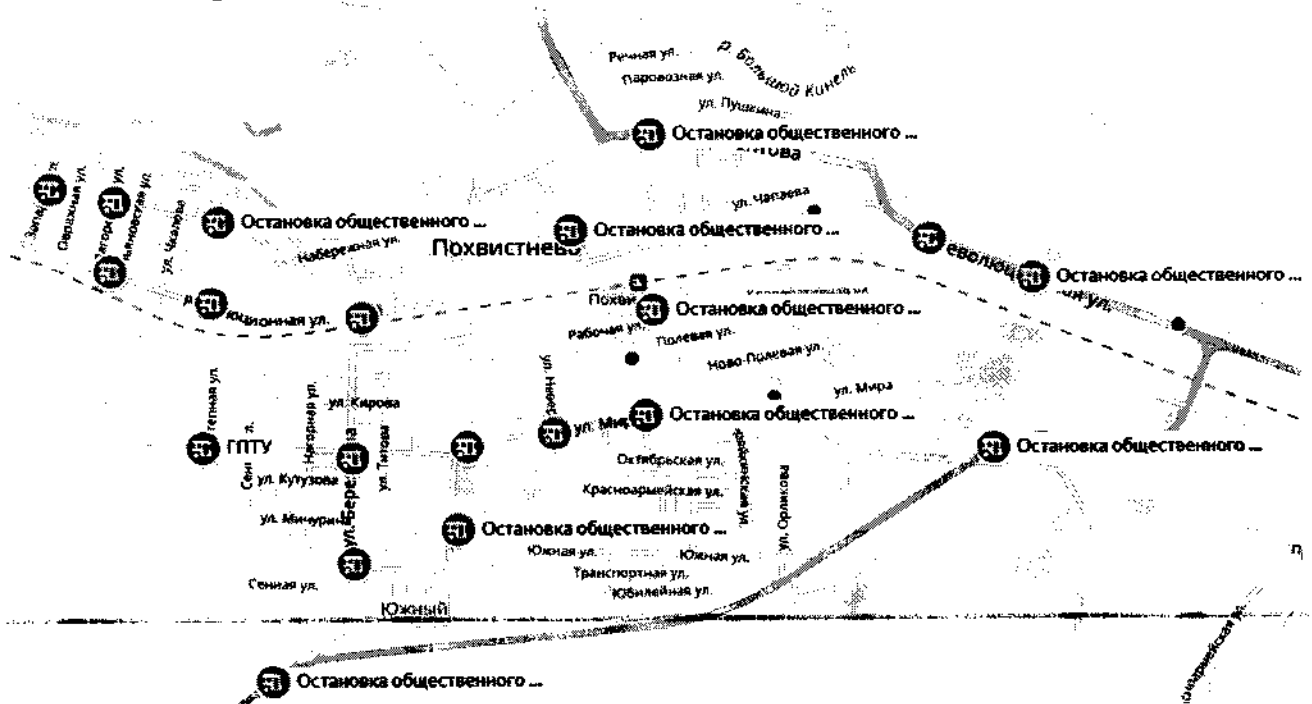 Речная ул.
р. Большой Кинель
Паровозная ул.
ул. Пушкина
Остановка общественного ...
ул. Чапаева
Овражная ул.
ул. Чкалова
Остановка общественного ...
Остановка общественного ...
Набережная ул.
Похвистнево
Остановка общественного ...
Остановка общественного ...
Рабочая ул.
Полевая ул.
Ново-Полевая ул.
ул. Мира
ул. Кирова
Остановка общественного ...
ул. Мира
Нагорная ул.
ГПТУ
ул. Титова
Остановка общественного ...
Октябрьская ул.
ул. Кутузова
Красноармейская ул.
ул. Орликова
ул. Мичурина
Остановка общественного ...
Южная ул.
Южная ул.
Транспортная ул.
Сенная ул.
Юбилейная ул.
Южный
Остановка общественного ...